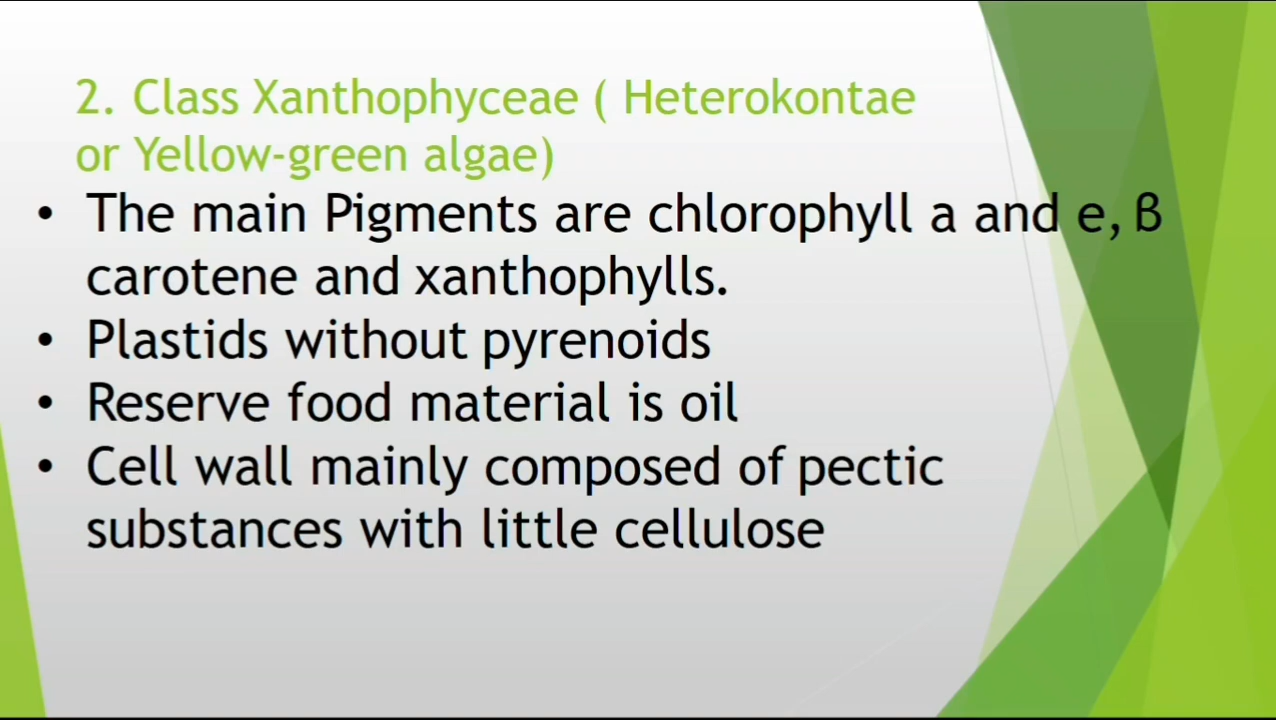 2. Class Xanthophyceae ( Heterokontae
or Yellow-green algae)
• The main Pigments are chlorophyll a and e, ß
carotene and xanthophylls.
• Plastids without pyrenoids
• Reserve food material is oil
• Cell wall mainly composed of pectic
substances with little cellulose